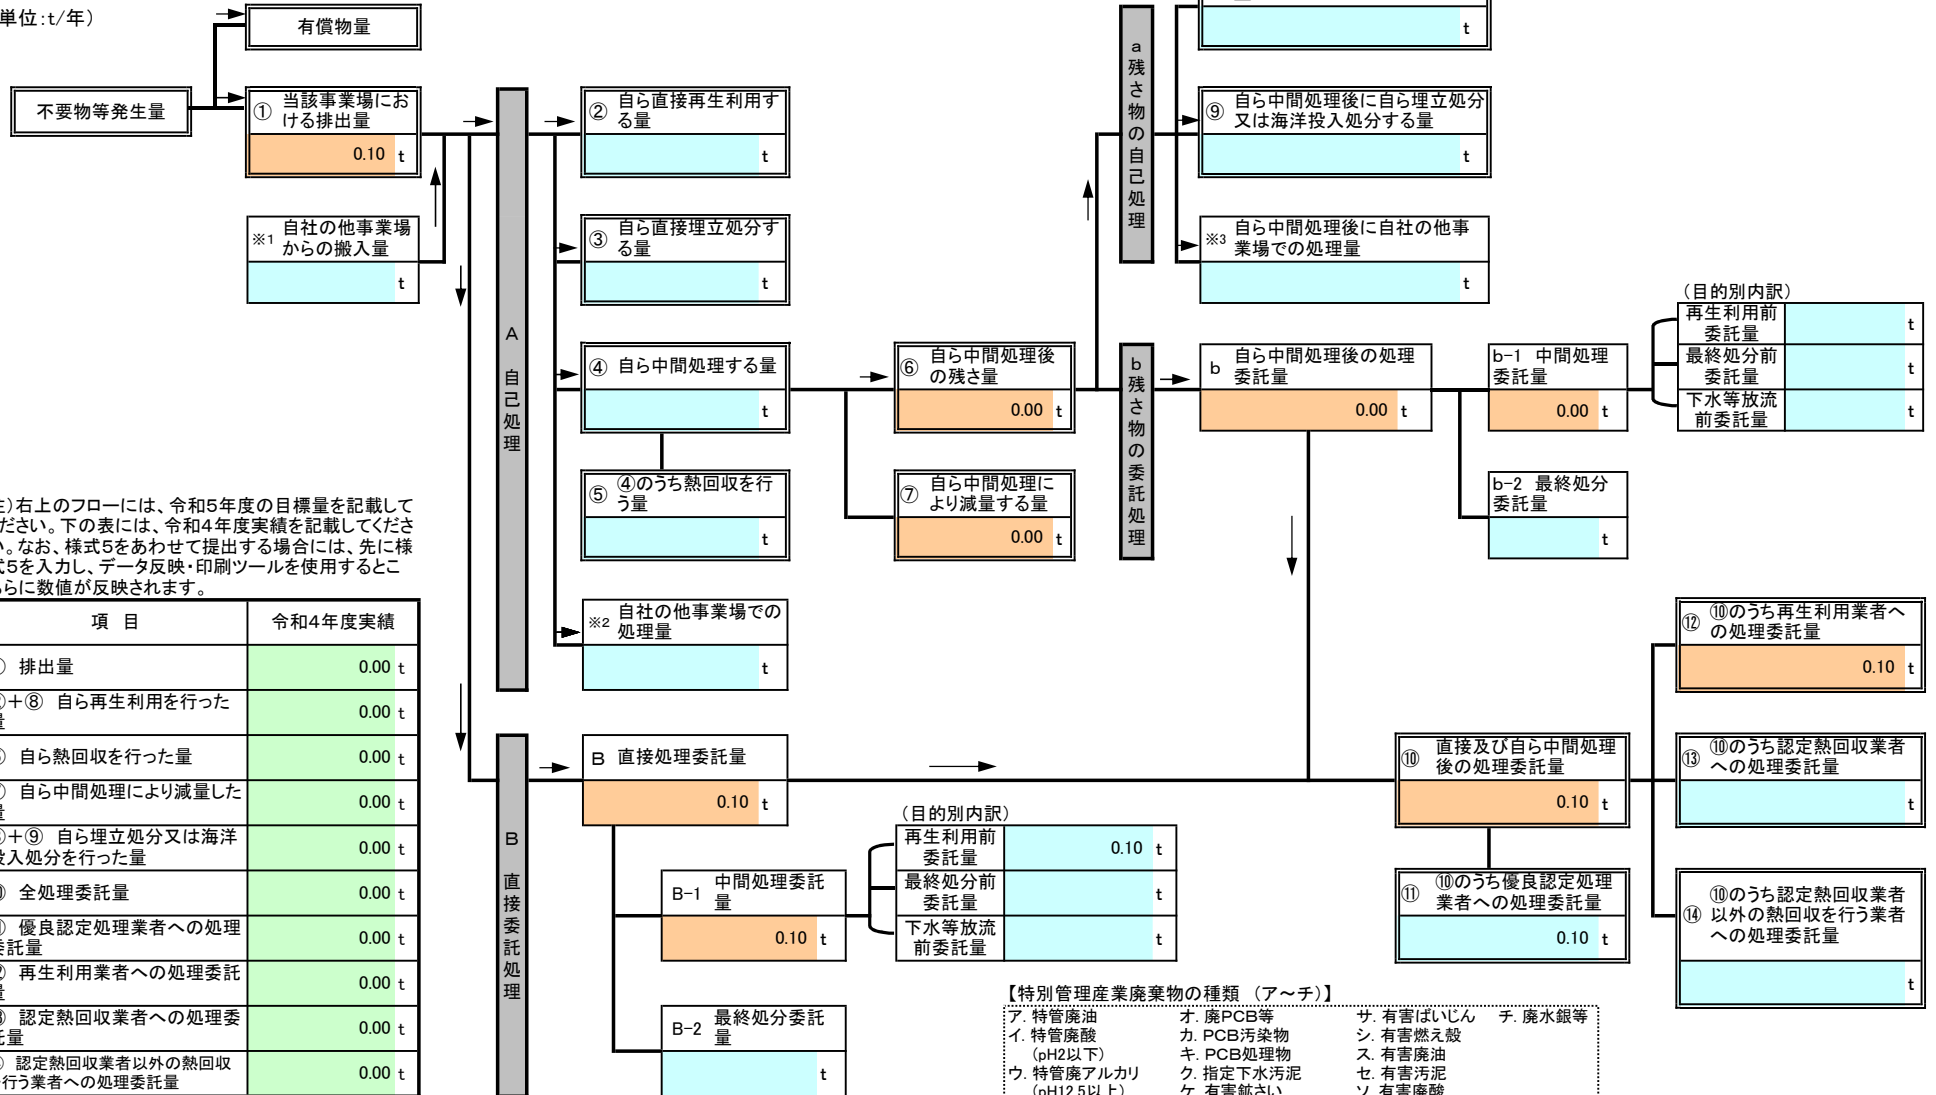 単位:t/年)
有償物量
不要物等発生量
① 当該事業場にお
ける排出量
0.10 t
※1 自社の他事業場
からの搬入量
t
A 自己処理
② 自ら直接再生利用す
る量
t
③ 自ら直接埋立処分す
る量
t
④ 自ら中間処理する量
t
⑤ ④のうち熱回収を行
う量
t
※2 自社の他事業場での
処理量
t
⑥ 自ら中間処理後
の残さ量
0.00 t
⑦ 自ら中間処理に
より減量する量
0.00 t
a残さ物の自己処理
t
⑨ 自ら中間処理後に自ら埋立処分
又は海洋投入処分する量
t
※3 自ら中間処理後に自社の他事
業場での処理量
t
b残さ物の委託処理
b 自ら中間処理後の処理
委託量
0.00 t
b-1 中間処理
委託量
0.00 t
b-2 最終処分
委託量
t
(目的別内訳)
再生利用前
委託量
t
最終処分前
委託量
t
下水等放流
前委託量
t
)右上のフローには、令和5年度の目標量を記載して
ださい。下の表には、令和4年度実績を記載してくださ
。なお、様式5をあわせて提出する場合には、先に様
5を入力し、データ反映・印刷ツールを使用するとこ
らに数値が反映されます。
項 目 令和4年度実績
排出量 0.00 t
+⑧ 自ら再生利用を行った
量 0.00 t
自ら熱回収を行った量 0.00 t
自ら中間処理により減量した
量 0.00 t
+⑨ 自ら埋立処分又は海洋
投入処分を行った量 0.00 t
全処理委託量 0.00 t
優良認定処理業者への処理
委託量 0.00 t
再生利用業者への処理委託
量 0.00 t
認定熱回収業者への処理委
託量 0.00 t
認定熱回収業者以外の熱回収
行う業者への処理委託量 0.00 t
B 直接委託処理
B 直接処理委託量
0.10 t
B-1 中間処理委託
量
0.10 t
B-2 最終処分委託
量
t
(目的別内訳)
再生利用前
委託量
0.10 t
最終処分前
委託量
t
下水等放流
前委託量
t
⑩ 直接及び自ら中間処理
後の処理委託量
0.10 t
⑪ ⑩のうち優良認定処理
業者への処理委託量
0.10 t
⑫ ⑩のうち再生利用業者へ
の処理委託量
0.10 t
⑬ ⑩のうち認定熱回収業者
への処理委託量
t
⑭ ⑩のうち認定熱回収業者
以外の熱回収を行う業者
への処理委託量
t
【特別管理産業廃棄物の種類 (ア~チ)】
ア. 特管廃油 オ. 廃PCB等 サ. 有害ばいじん チ. 廃水銀等
イ. 特管廃酸 カ. PCB汚染物 シ. 有害燃え殻
(pH2以下) キ. PCB処理物 ス. 有害廃油
ウ. 特管廃アルカリ ク. 指定下水汚泥 セ. 有害汚泥
(pH12.5以上) ケ. 有害鉱さい ソ. 有害廃酸